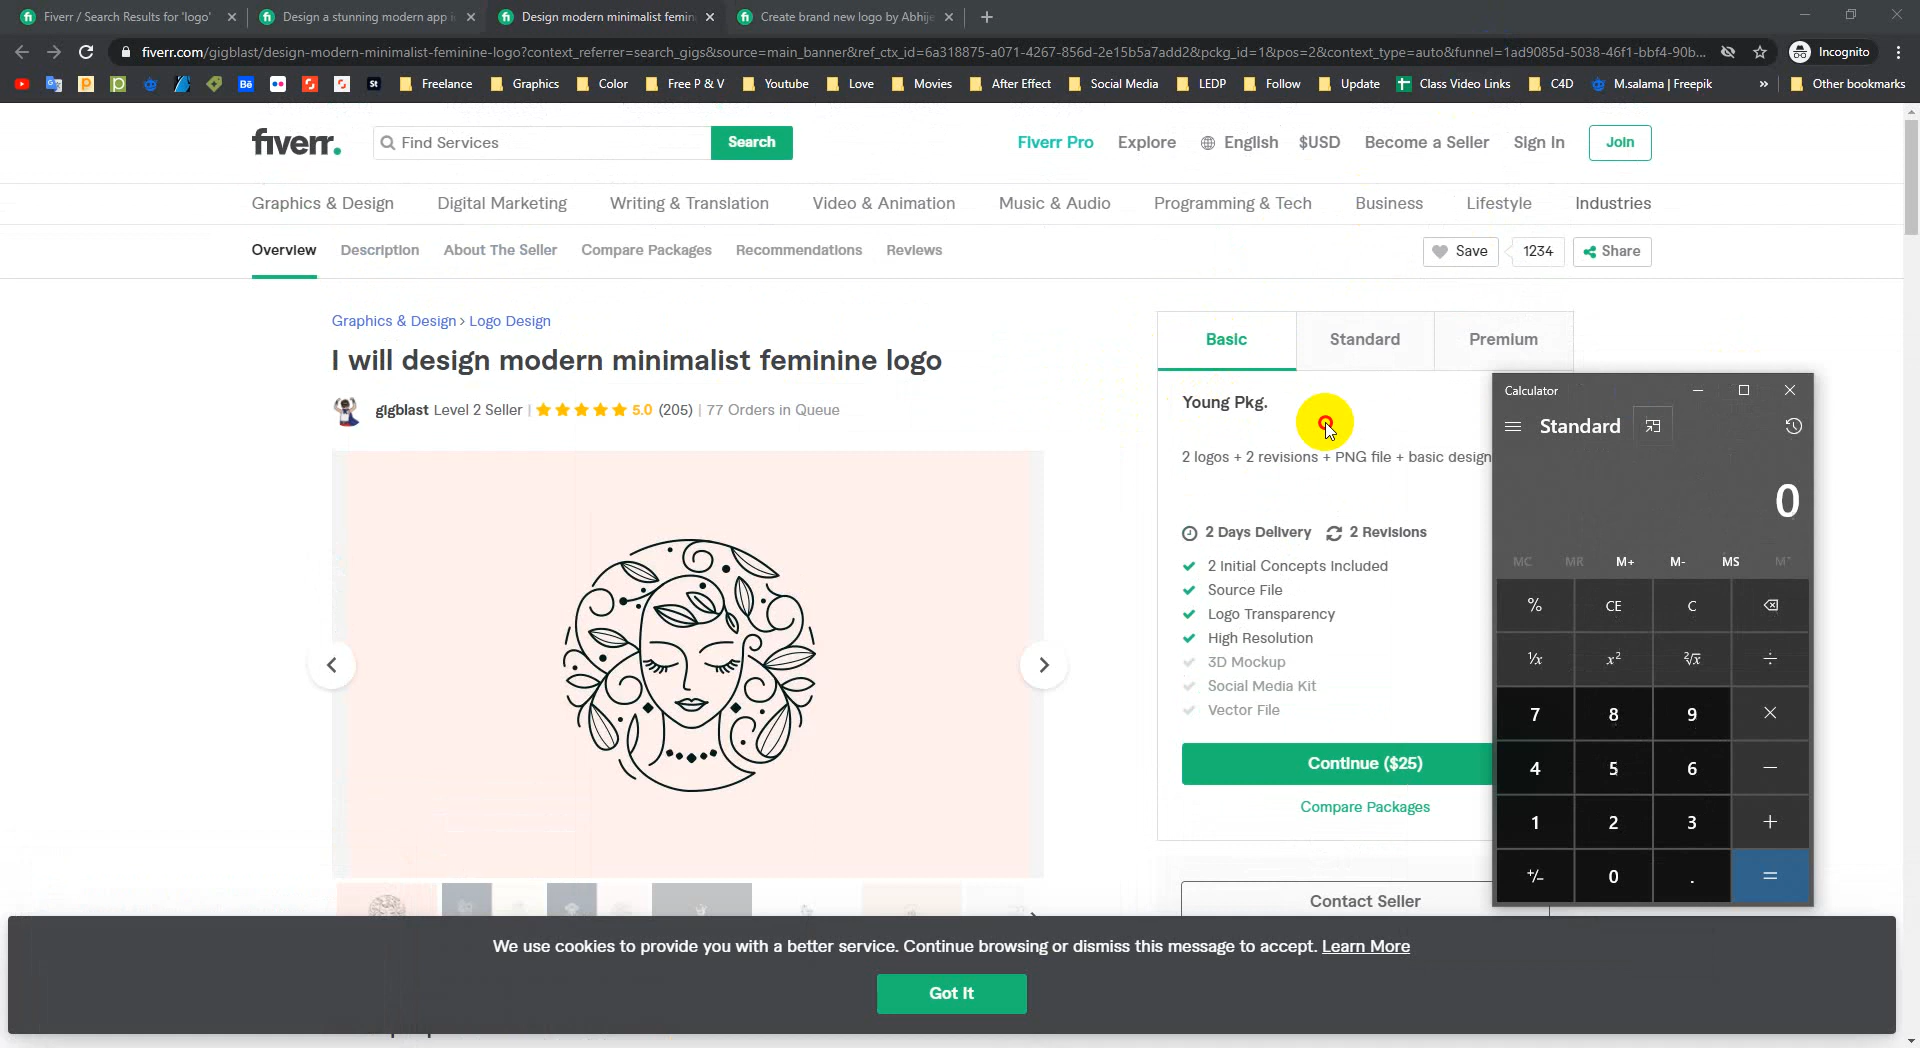 Fiverr / Search Results for 'logo'
Design a stunning modern app
Design modern minimalist femin
Create brand new logo by Abhije
fiverr.com/gigblast/design-modern-minimalist-feminine-logo?context_referrer=search_gigs&source=main_banner&ref_ctx_id=6a318875-a071-4267-856d-2e15b5a7add2&pckg_id=1&pos=2&context_type=auto&funnel=1ad9085d-5038-46f1-bbf4-90b...
Incognito
Bē St Freelance Graphics Color Free P & V Youtube Love Movies After Effect Social Media LEDP Follow Update Class Video Links C4D M.salama | Freepik » Other bookmarks
fiverr.
Find Services
Search
Fiverr Pro Explore English $USD Become a Seller Sign In Join
Graphics & Design Digital Marketing Writing & Translation Video & Animation Music & Audio Programming & Tech Business Lifestyle Industries
Overview Description About The Seller Compare Packages Recommendations Reviews
Save 1234 Share
Graphics & Design > Logo Design
I will design modern minimalist feminine logo
gigblast Level 2 Seller | 5.0 (205) | 77 Orders in Queue
Basic Standard Premium
Young Pkg.
2 logos + 2 revisions + PNG file + basic design
2 Days Delivery 2 Revisions
2 Initial Concepts Included
Source File
Logo Transparency
High Resolution
3D Mockup
Social Media Kit
Vector File
Continue ($25)
Compare Packages
Contact Seller
Calculator
Standard
0
MC MR M+ M- MS M˅
% CE C
¹/x x² ²√x ÷
7 8 9 ×
4 5 6 −
1 2 3 +
+/− 0 . =
We use cookies to provide you with a better service. Continue browsing or dismiss this message to accept. Learn More
Got It